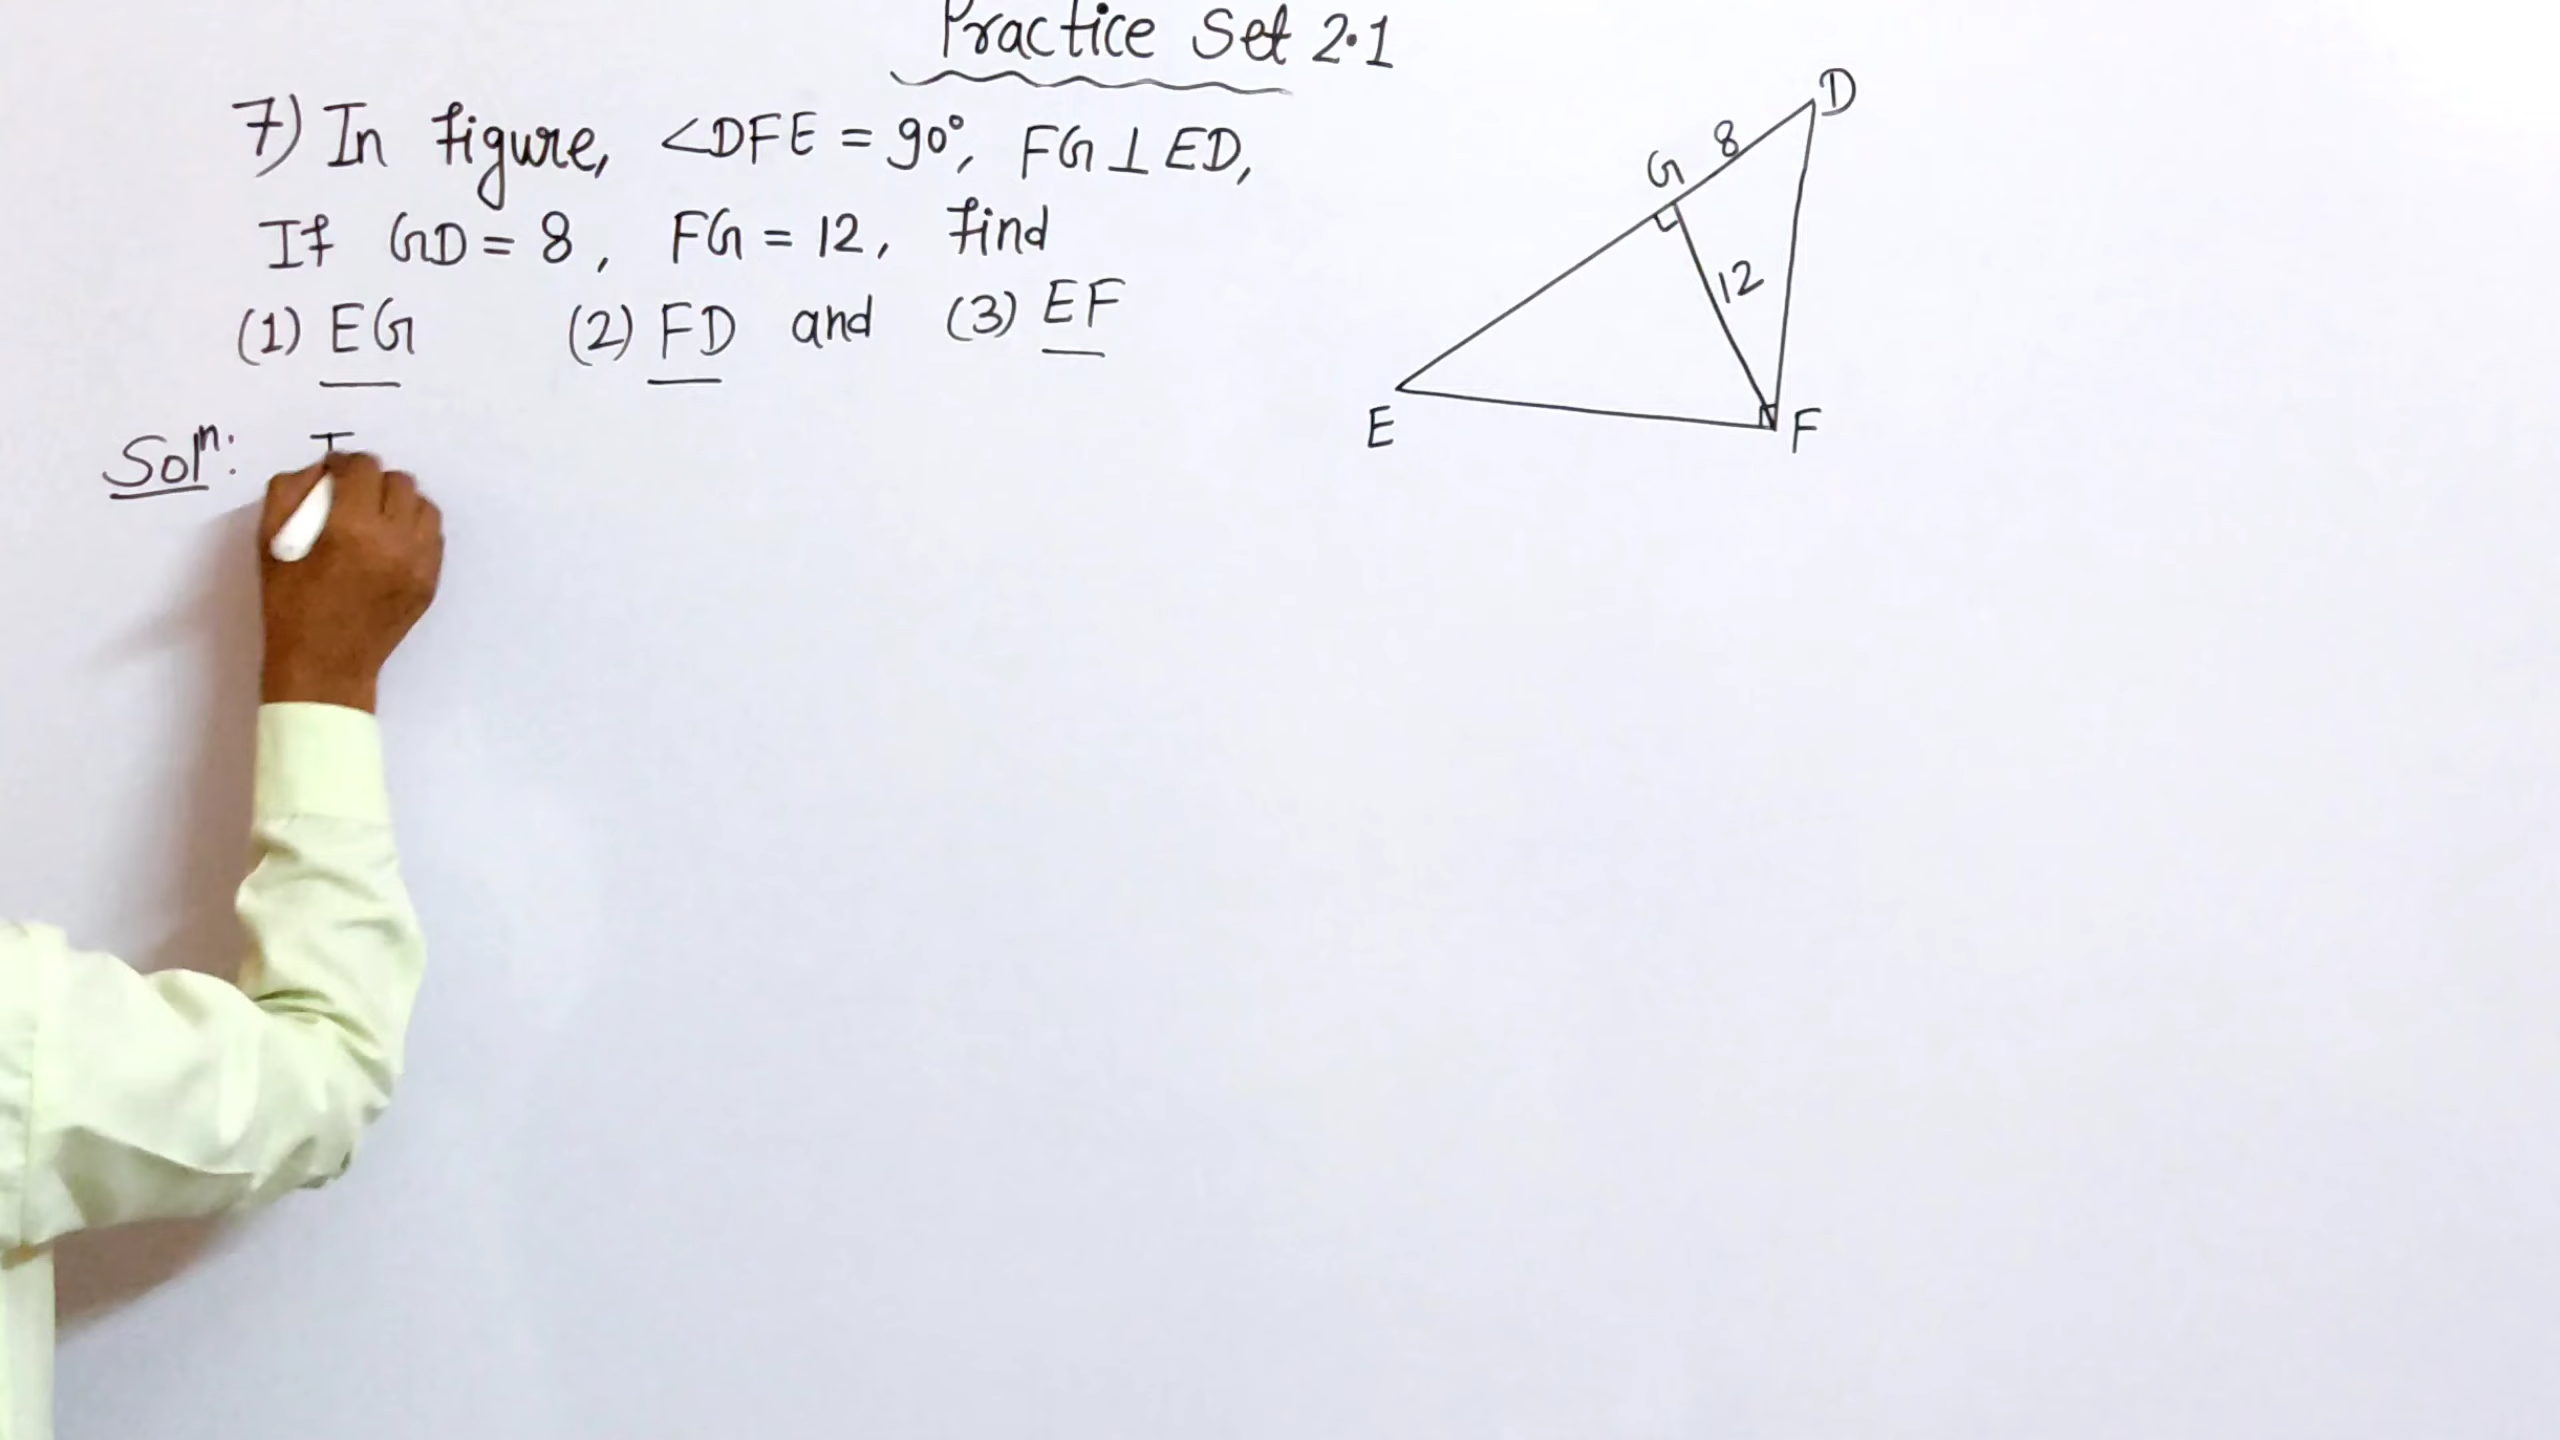 Practice Set 2.1
7) In figure, ∠DFE = 90°, FG ⊥ ED,
If GD = 8, FG = 12, find
(1) EG (2) FD and (3) EF
Solⁿ: I
D
8
G
12
E
F